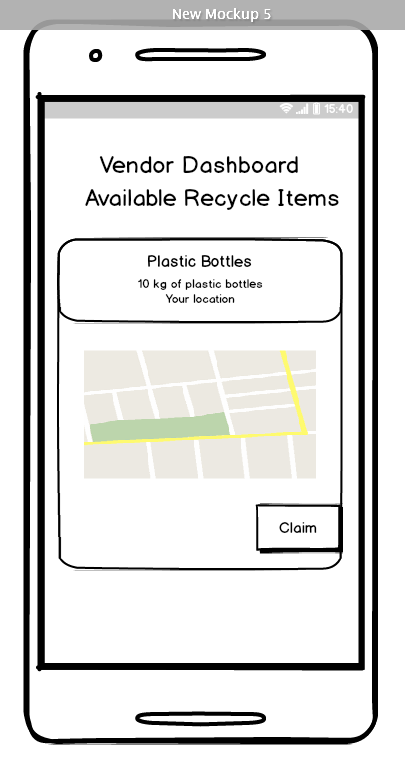 New Mockup 5
15:40
Vendor Dashboard
Available Recycle Items
Plastic Bottles
10 kg of plastic bottles
Your location
Claim